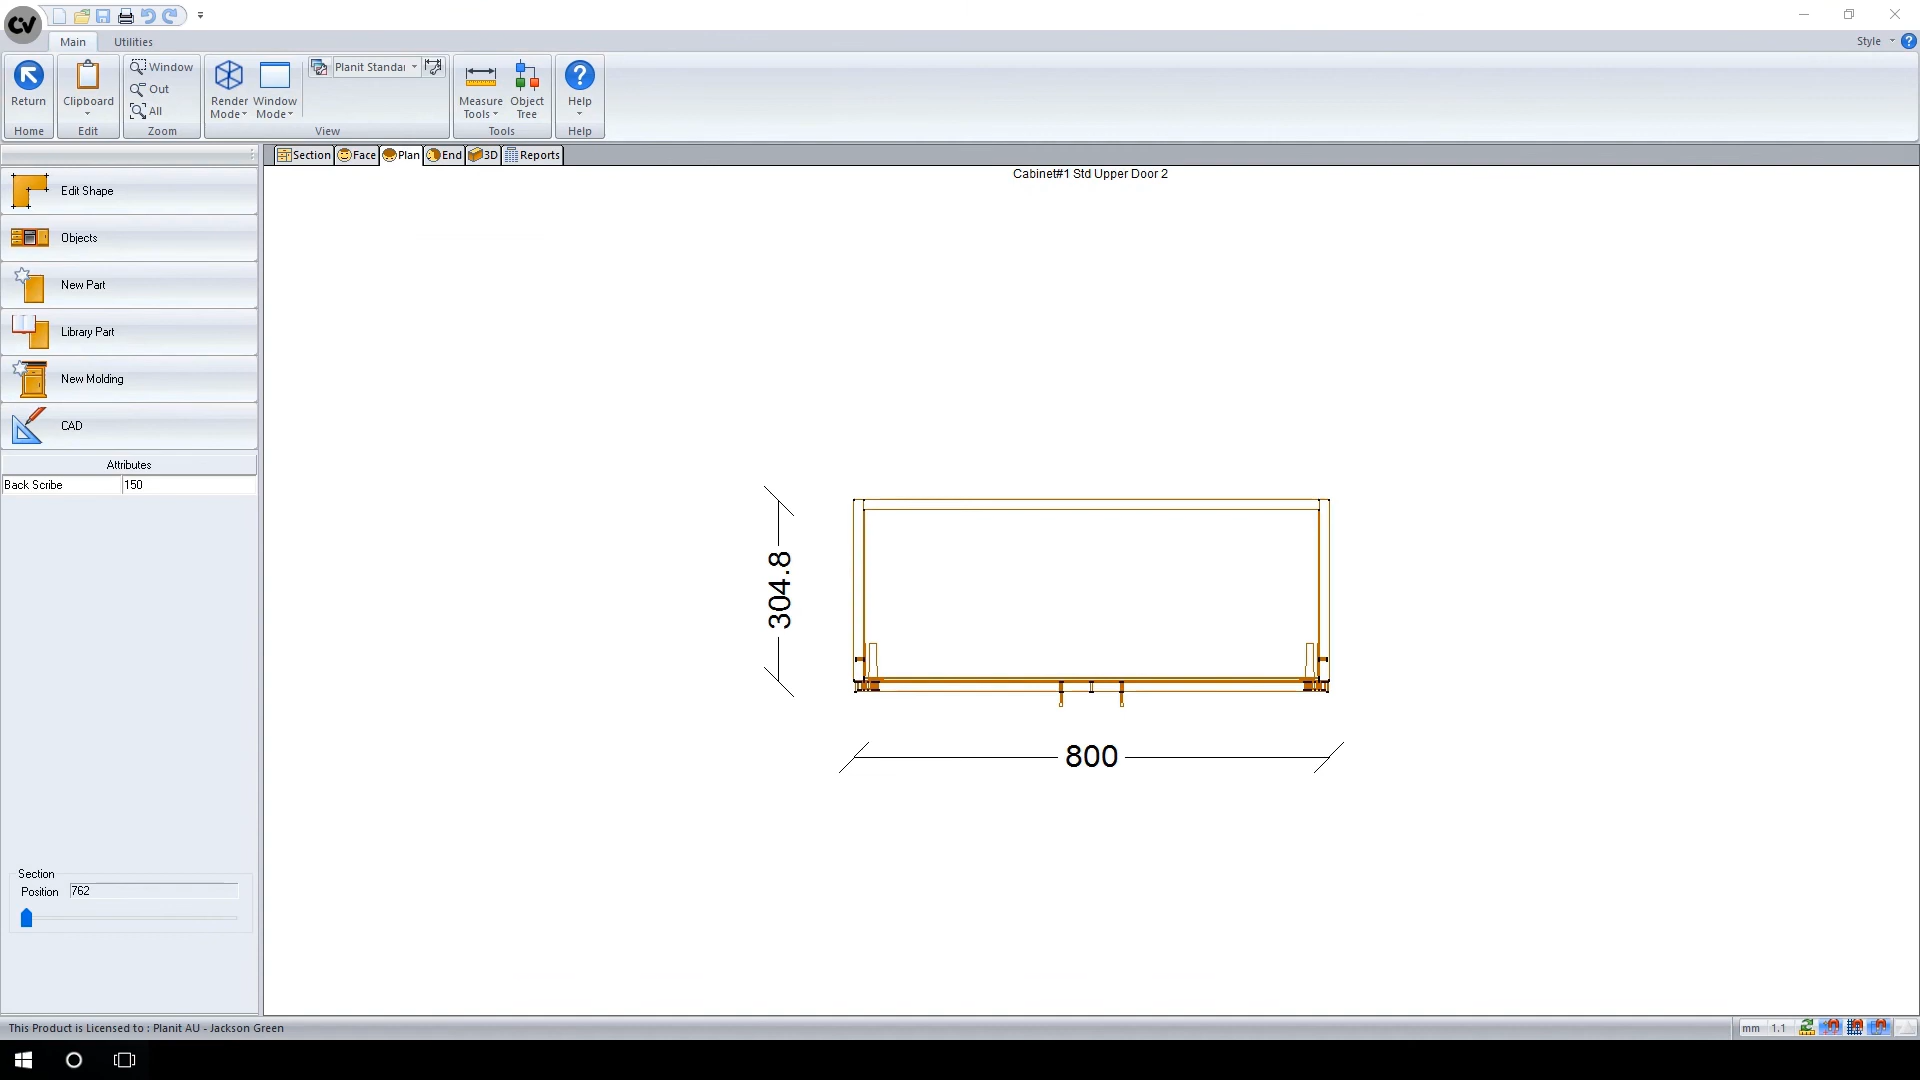 CV
Main
Utilities
Style
Return
Home
Clipboard
Edit
Window
Out
All
Zoom
Render Mode
Window Mode
Planit Standar
View
Measure Tools
Object Tree
Tools
Help
Help
Section
Face
Plan
End
3D
Reports
Cabinet#1 Std Upper Door 2
Edit Shape
Objects
New Part
Library Part
New Molding
CAD
Attributes
Back Scribe 150
304.8
800
Section
Position 762
This Product is Licensed to : Planit AU - Jackson Green
mm 1.1